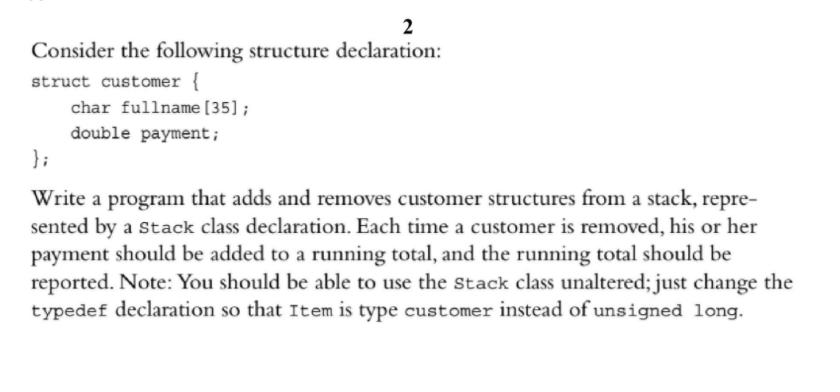 2
Consider the following structure declaration:
struct customer {
char fullname[35];
double payment;
};
Write a program that adds and removes customer structures from a stack, repre-
sented by a Stack class declaration. Each time a customer is removed, his or her
payment should be added to a running total, and the running total should be
reported. Note: You should be able to use the Stack class unaltered; just change the
typedef declaration so that Item is type customer instead of unsigned long.